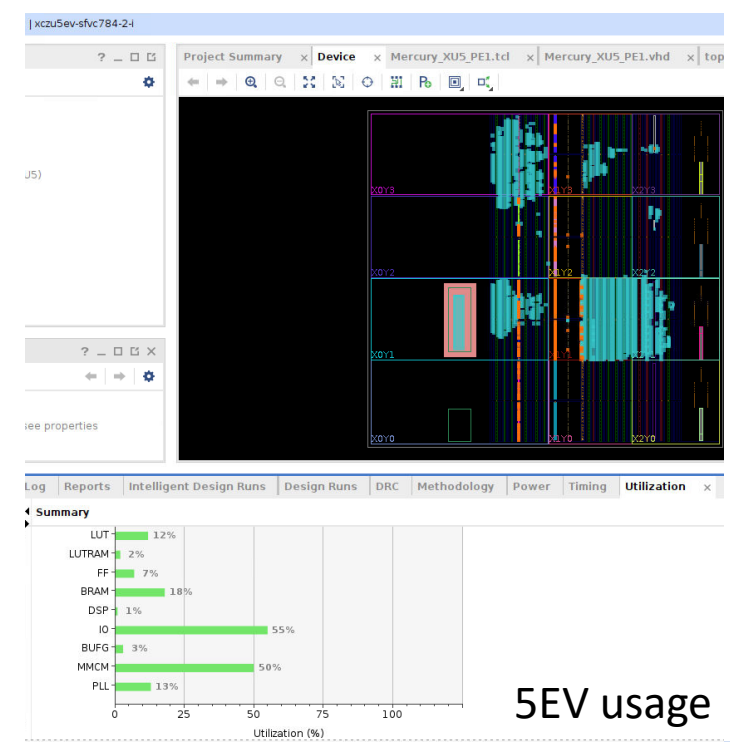 | xczu5ev-sfvc784-2-i
Project Summary × Device × Mercury_XU5_PE1.tcl × Mercury_XU5_PE1.vhd × top
U5)
X0Y3 X1Y3 X2Y3
X0Y2 X1Y2 X2Y2
X0Y1 X1Y1 X2Y1
X0Y0 X1Y0 X2Y0
see properties
Log Reports Intelligent Design Runs Design Runs DRC Methodology Power Timing Utilization ×
Summary
LUT 12%
LUTRAM 2%
FF 7%
BRAM 18%
DSP 1%
IO 55%
BUFG 3%
MMCM 50%
PLL 13%
0 25 50 75 100
Utilization (%)
5EV usage